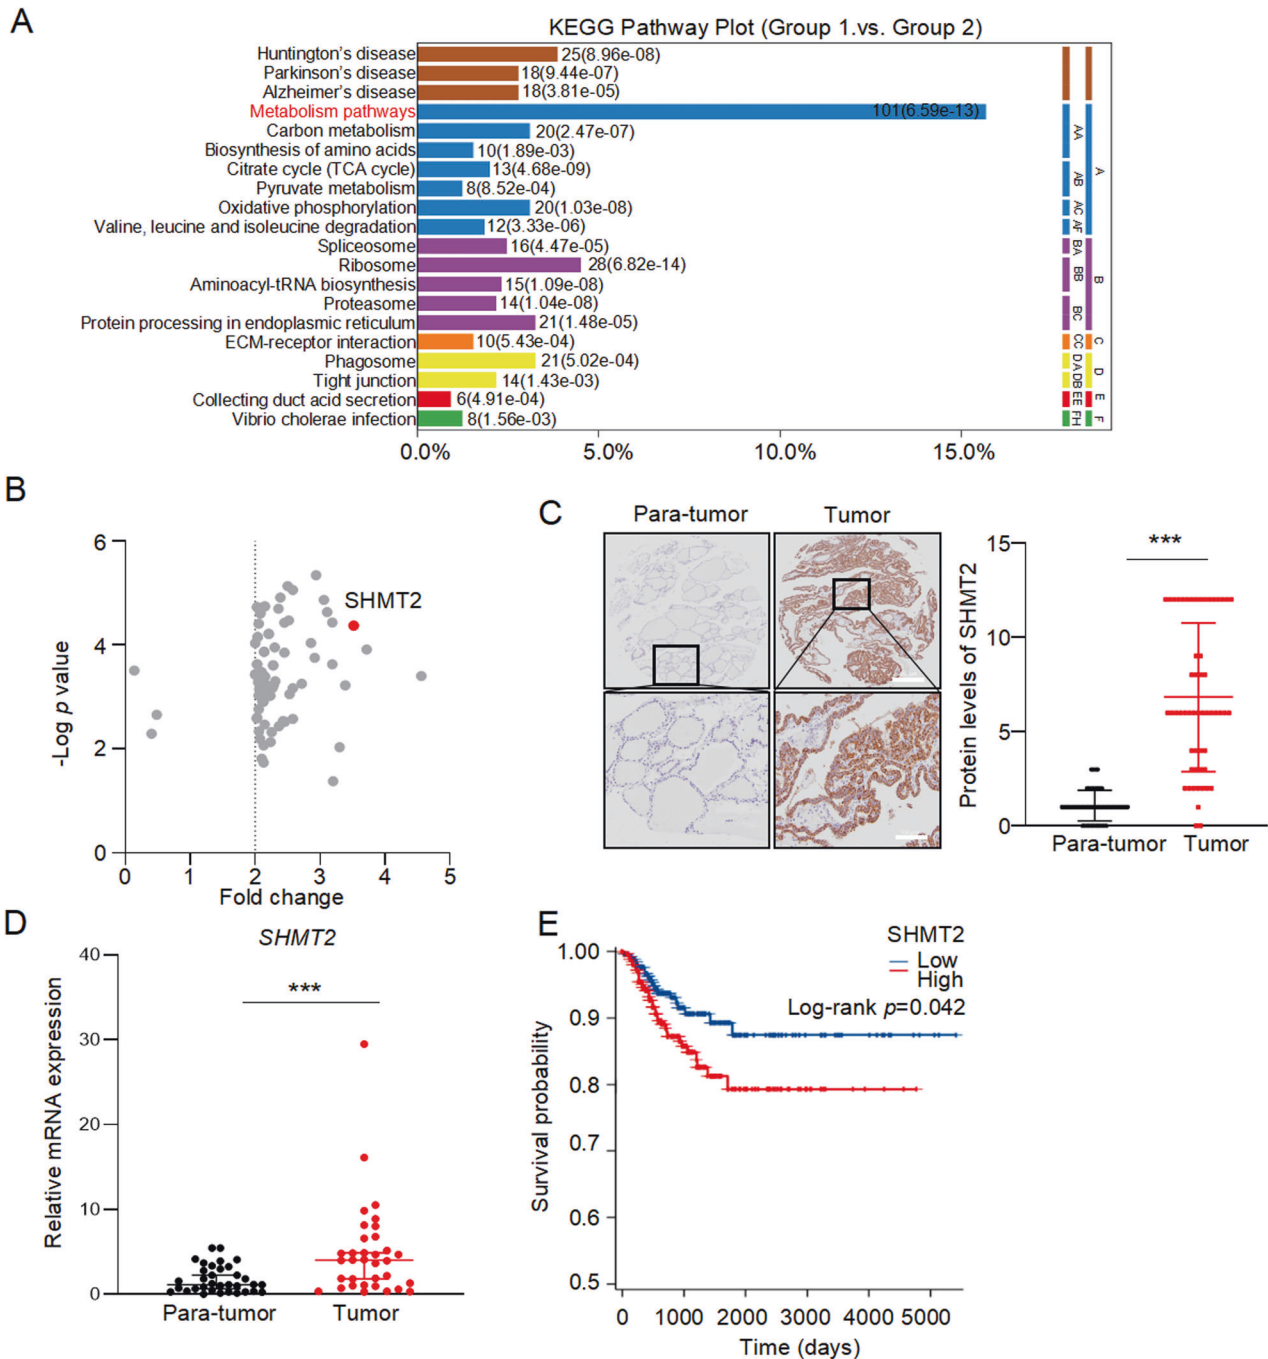 A
KEGG Pathway Plot (Group 1.vs. Group 2)
Huntington's disease 25(8.96e-08)
Parkinson's disease 18(9.44e-07)
Alzheimer's disease 18(3.81e-05)
Metabolism pathways 101(6.59e-13)
Carbon metabolism 20(2.47e-07)
Biosynthesis of amino acids 10(1.89e-03)
Citrate cycle (TCA cycle) 13(4.68e-09)
Pyruvate metabolism 8(8.52e-04)
Oxidative phosphorylation 20(1.03e-08)
Valine, leucine and isoleucine degradation 12(3.33e-06)
Spliceosome 16(4.47e-05)
Ribosome 28(6.82e-14)
Aminoacyl-tRNA biosynthesis 15(1.09e-08)
Proteasome 14(1.04e-08)
Protein processing in endoplasmic reticulum 21(1.48e-05)
ECM-receptor interaction 10(5.43e-04)
Phagosome 21(5.02e-04)
Tight junction 14(1.43e-03)
Collecting duct acid secretion 6(4.91e-04)
Vibrio cholerae infection 8(1.56e-03)
AA
AB
AC
AF
BA
BB
BC
CC
DA
DB
EE
FH
A
B
C
D
E
F
0.0% 5.0% 10.0% 15.0%
B
-Log p value
6
4
2
0
SHMT2
0 1 2 3 4 5
Fold change
C
Para-tumor Tumor
Protein levels of SHMT2
15
10
5
0
***
Para-tumor Tumor
D
SHMT2
Relative mRNA expression
40
30
20
10
0
***
Para-tumor Tumor
E
SHMT2
Low
High
Log-rank p=0.042
Survival probability
1.00
0.9
0.8
0.7
0.6
0.5
0 1000 2000 3000 4000 5000
Time (days)